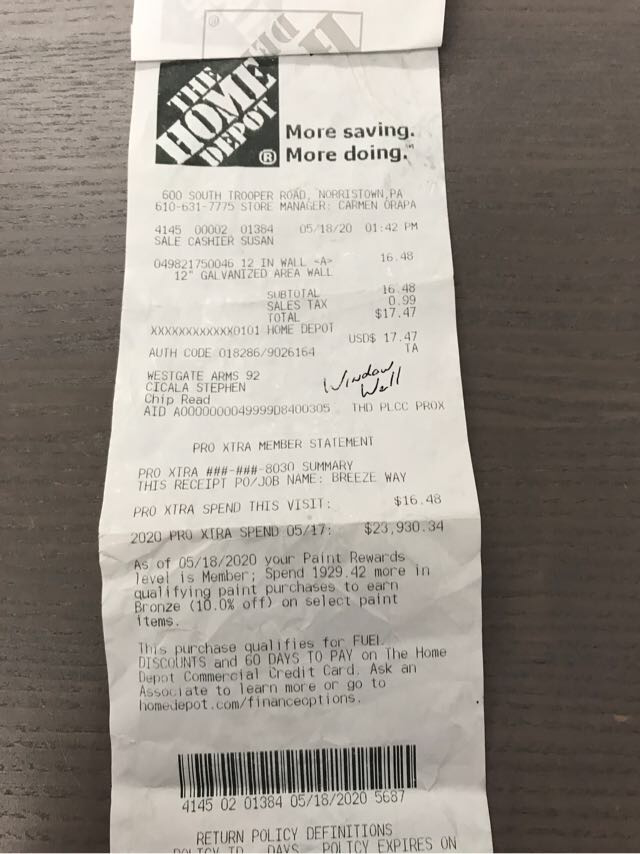 THE
HOME
DEPOT
®
More saving.
More doing.™
600 SOUTH TROOPER ROAD, NORRISTOWN,PA
610-631-7775 STORE MANAGER: CARMEN ORAPA
4145 00002 01384 05/18/20 01:42 PM
SALE CASHIER SUSAN
049821750046 12 IN WALL <A> 16.48
12" GALVANIZED AREA WALL
SUBTOTAL 16.48
SALES TAX 0.99
TOTAL $17.47
XXXXXXXXXXXX0101 HOME DEPOT
USD$ 17.47
AUTH CODE 018286/9026164 TA
WESTGATE ARMS 92
CICALA STEPHEN
Window
Well
Chip Read
AID A0000000049999D8400305 THD PLCC PROX
PRO XTRA MEMBER STATEMENT
PRO XTRA ###-###-8030 SUMMARY
THIS RECEIPT PO/JOB NAME: BREEZE WAY
PRO XTRA SPEND THIS VISIT: $16.48
2020 PRO XTRA SPEND 05/17: $23,930.34
As of 05/18/2020 your Paint Rewards
level is Member; Spend 1929.42 more in
qualifying paint purchases to earn
Bronze (10.0% off) on select paint
items.
This purchase qualifies for FUEL
DISCOUNTS and 60 DAYS TO PAY on The Home
Depot Commercial Credit Card. Ask an
Associate to learn more or go to
homedepot.com/financeoptions.
4145 02 01384 05/18/2020 5687
RETURN POLICY DEFINITIONS
POLICY ID DAYS POLICY EXPIRES ON